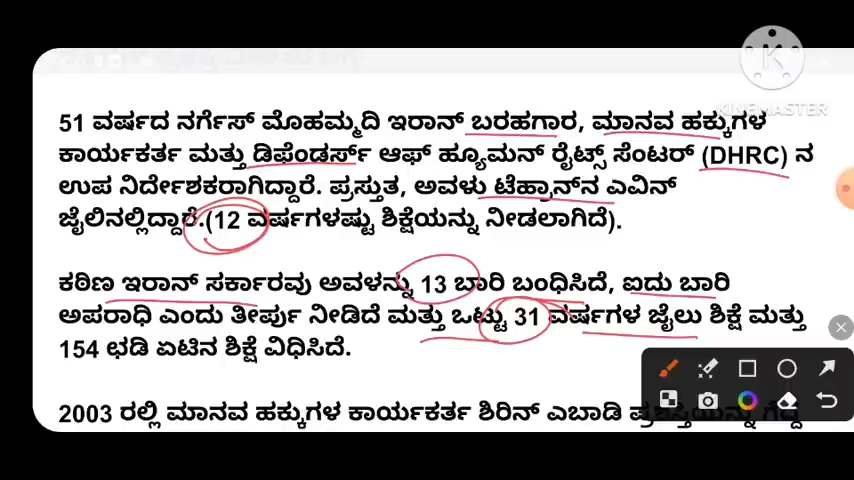 KINEMASTER
51 ವರ್ಷದ ನರ್ಗೆಸ್ ಮೊಹಮ್ಮದಿ ಇರಾನ್ ಬರಹಗಾರ, ಮಾನವ ಹಕ್ಕುಗಳ
ಕಾರ್ಯಕರ್ತ ಮತ್ತು ಡಿಫೆಂಡರ್ಸ್ ಆಫ್ ಹ್ಯೂಮನ್ ರೈಟ್ಸ್ ಸೆಂಟರ್ (DHRC) ನ
ಉಪ ನಿರ್ದೇಶಕರಾಗಿದ್ದಾರೆ. ಪ್ರಸ್ತುತ, ಅವಳು ಟೆಹ್ರಾನ್‌ನ ಎವಿನ್
ಜೈಲಿನಲ್ಲಿದ್ದಾರೆ.(12 ವರ್ಷಗಳಷ್ಟು ಶಿಕ್ಷೆಯನ್ನು ನೀಡಲಾಗಿದೆ).
ಕಠಿಣ ಇರಾನ್ ಸರ್ಕಾರವು ಅವಳನ್ನು 13 ಬಾರಿ ಬಂಧಿಸಿದೆ, ಐದು ಬಾರಿ
ಅಪರಾಧಿ ಎಂದು ತೀರ್ಪು ನೀಡಿದೆ ಮತ್ತು ಒಟ್ಟು 31 ವರ್ಷಗಳ ಜೈಲು ಶಿಕ್ಷೆ ಮತ್ತು
154 ಛಡಿ ಏಟಿನ ಶಿಕ್ಷೆ ವಿಧಿಸಿದೆ.
2003 ರಲ್ಲಿ ಮಾನವ ಹಕ್ಕುಗಳ ಕಾರ್ಯಕರ್ತ ಶಿರಿನ್ ಎಬಾಡಿ